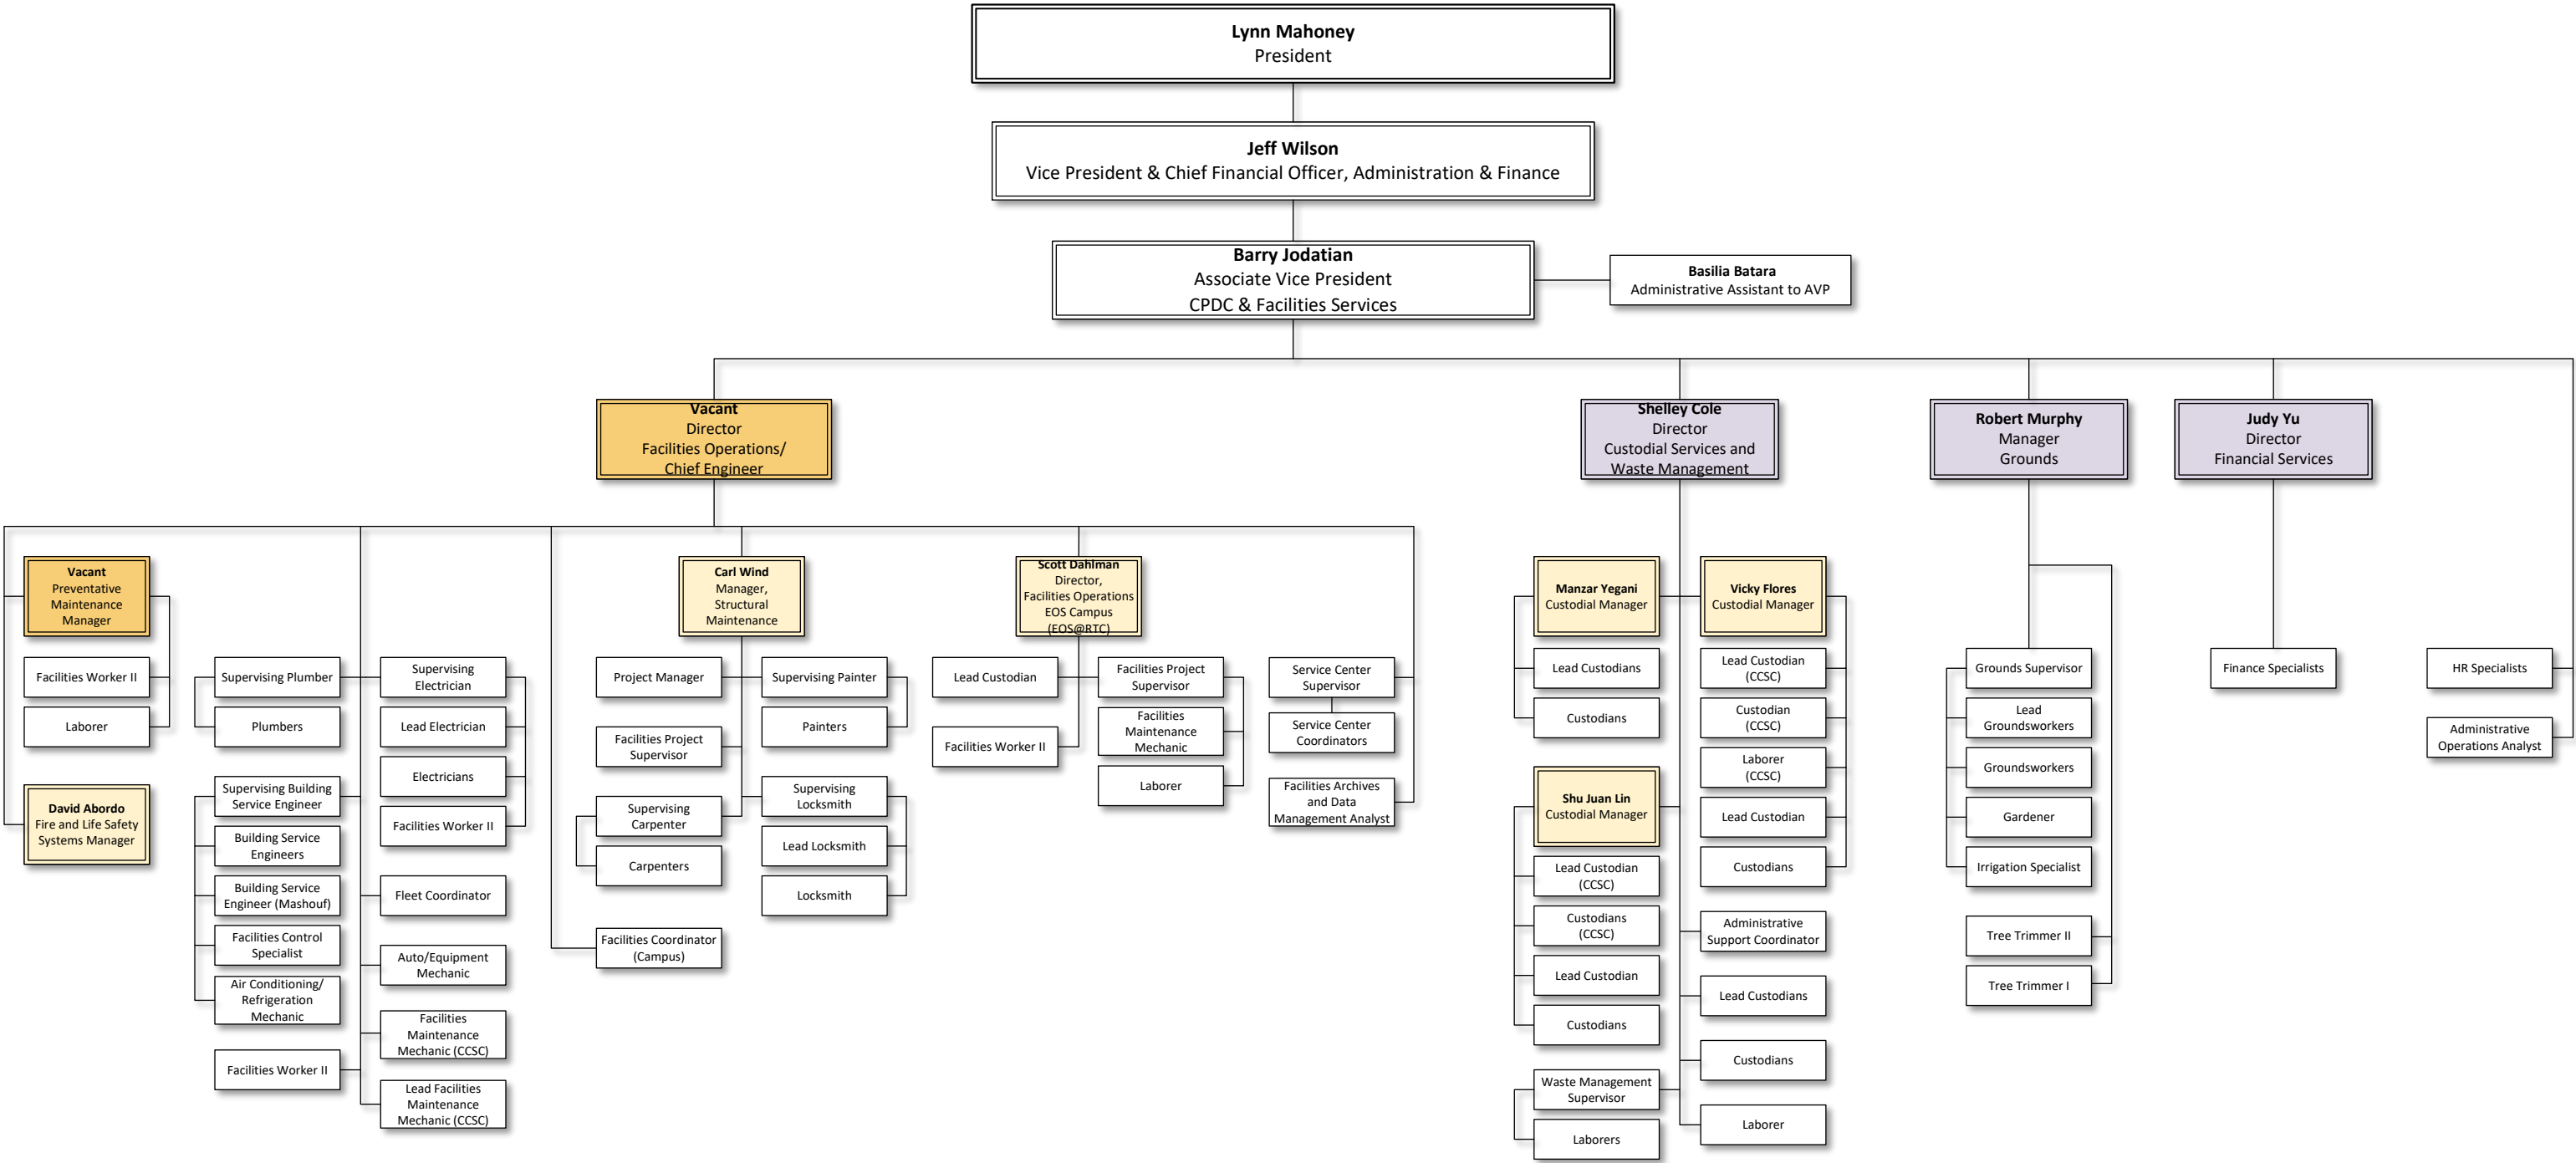 Lynn Mahoney
President
Jeff Wilson
Vice President & Chief Financial Officer, Administration & Finance
Barry Jodatian
Associate Vice President
CPDC & Facilities Services
Basilia Batara
Administrative Assistant to AVP
Vacant
Director
Facilities Operations/
Chief Engineer
Shelley Cole
Director
Custodial Services and
Waste Management
Robert Murphy
Manager
Grounds
Judy Yu
Director
Financial Services
Vacant
Preventative
Maintenance
Manager
Facilities Worker II
Laborer
David Abordo
Fire and Life Safety
Systems Manager
Supervising Plumber
Plumbers
Supervising Building
Service Engineer
Building Service
Engineers
Building Service
Engineer (Mashouf)
Facilities Control
Specialist
Air Conditioning/
Refrigeration
Mechanic
Facilities Worker II
Supervising
Electrician
Lead Electrician
Electricians
Facilities Worker II
Fleet Coordinator
Auto/Equipment
Mechanic
Facilities
Maintenance
Mechanic (CCSC)
Lead Facilities
Maintenance
Mechanic (CCSC)
Carl Wind
Manager,
Structural
Maintenance
Project Manager
Facilities Project
Supervisor
Supervising
Carpenter
Carpenters
Facilities Coordinator
(Campus)
Supervising Painter
Painters
Supervising
Locksmith
Lead Locksmith
Locksmith
Scott Dahlman
Director,
Facilities Operations
EOS Campus
(EOS@RTC)
Lead Custodian
Facilities Worker II
Facilities Project
Supervisor
Facilities
Maintenance
Mechanic
Laborer
Service Center
Supervisor
Service Center
Coordinators
Facilities Archives
and Data
Management Analyst
Manzar Yegani
Custodial Manager
Lead Custodians
Custodians
Shu Juan Lin
Custodial Manager
Lead Custodian
(CCSC)
Custodians
(CCSC)
Lead Custodian
Custodians
Waste Management
Supervisor
Laborers
Vicky Flores
Custodial Manager
Lead Custodian
(CCSC)
Custodian
(CCSC)
Laborer
(CCSC)
Lead Custodian
Custodians
Administrative
Support Coordinator
Lead Custodians
Custodians
Laborer
Grounds Supervisor
Lead
Groundsworkers
Groundsworkers
Gardener
Irrigation Specialist
Tree Trimmer II
Tree Trimmer I
Finance Specialists
HR Specialists
Administrative
Operations Analyst